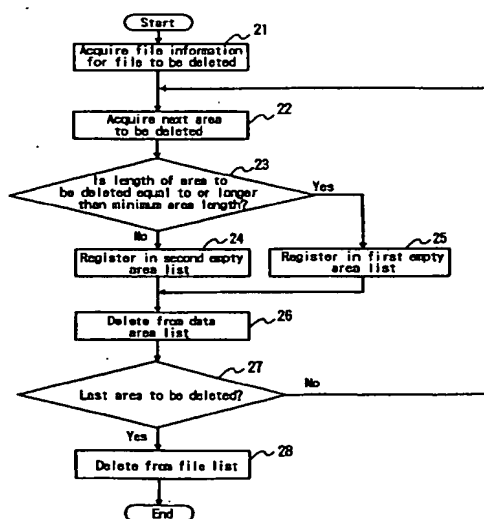 Start
21
Acquire file information
for file to be deleted
22
Acquire next area
to be deleted
23
Is length of area to
be deleted equal to or longer
than minimum area length?
Yes
No
24
Register in second empty
area list
25
Register in first empty
area list
26
Delete from data
area list
27
Last area to be deleted?
No
Yes
28
Delete from file list
End